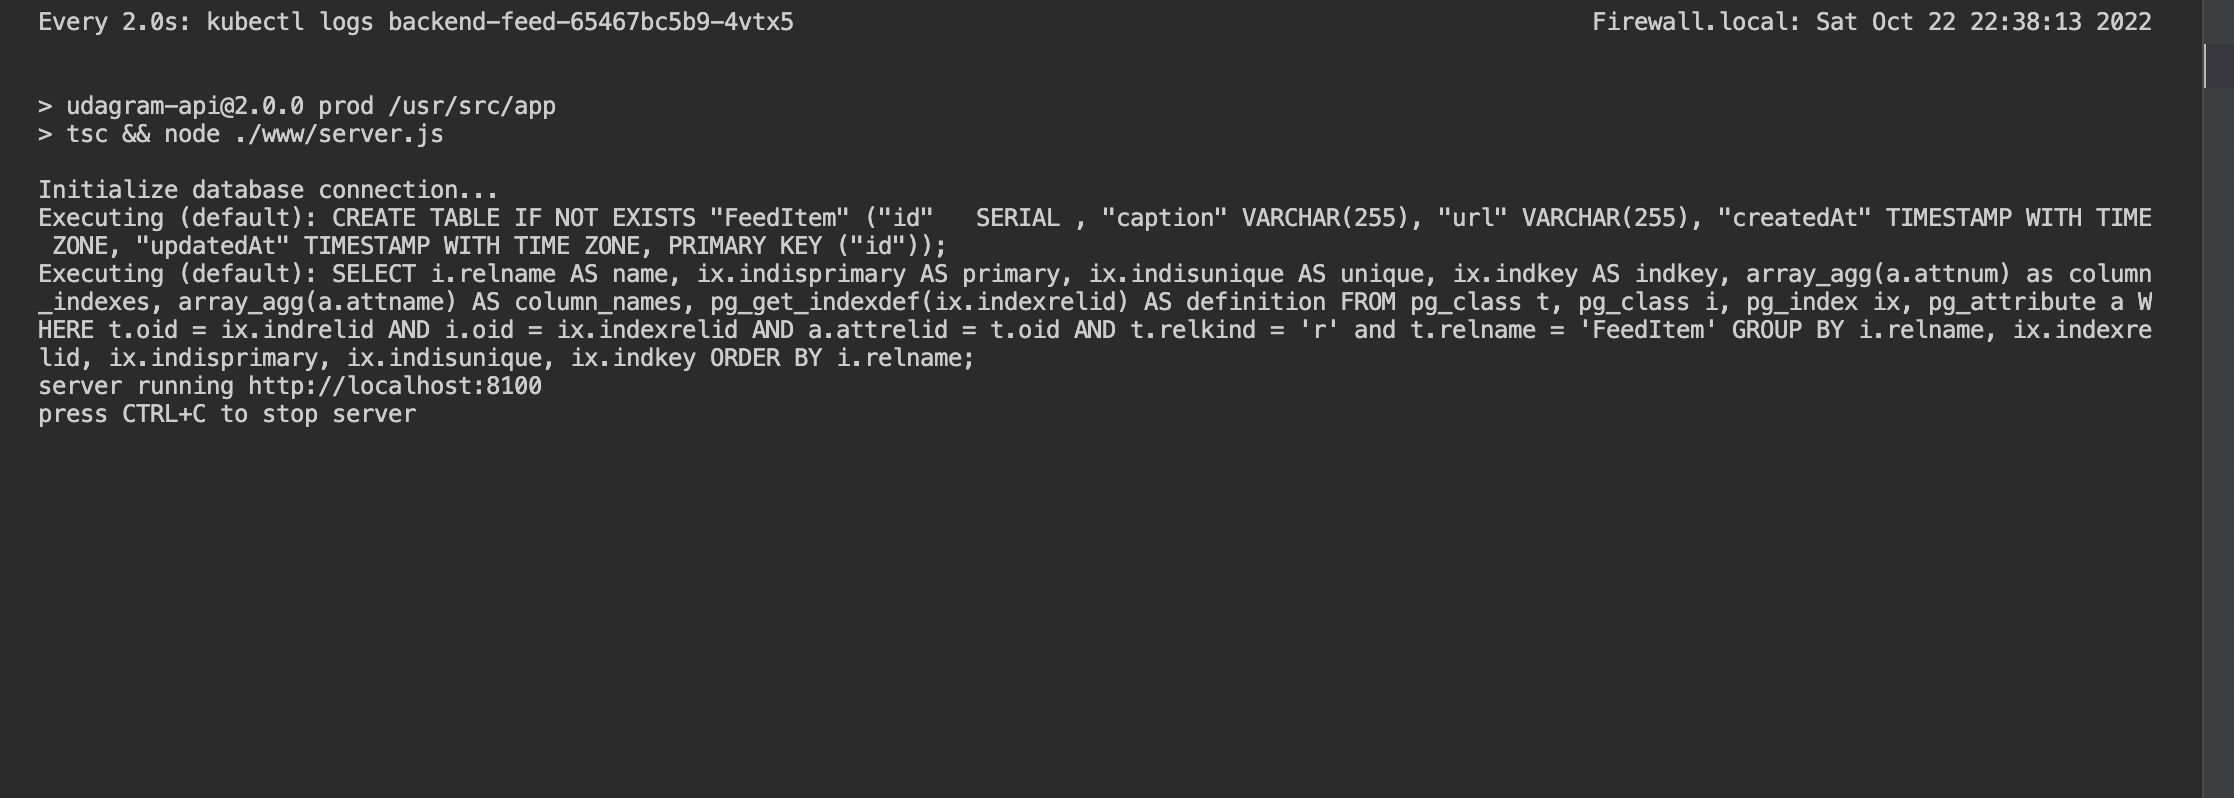 Every 2.0s: kubectl logs backend-feed-65467bc5b9-4vtx5 Firewall.local: Sat Oct 22 22:38:13 2022
> udagram-api@2.0.0 prod /usr/src/app
> tsc && node ./www/server.js
Initialize database connection...
Executing (default): CREATE TABLE IF NOT EXISTS "FeedItem" ("id"   SERIAL , "caption" VARCHAR(255), "url" VARCHAR(255), "createdAt" TIMESTAMP WITH TIME
 ZONE, "updatedAt" TIMESTAMP WITH TIME ZONE, PRIMARY KEY ("id"));
Executing (default): SELECT i.relname AS name, ix.indisprimary AS primary, ix.indisunique AS unique, ix.indkey AS indkey, array_agg(a.attnum) as column
_indexes, array_agg(a.attname) AS column_names, pg_get_indexdef(ix.indexrelid) AS definition FROM pg_class t, pg_class i, pg_index ix, pg_attribute a W
HERE t.oid = ix.indrelid AND i.oid = ix.indexrelid AND a.attrelid = t.oid AND t.relkind = 'r' and t.relname = 'FeedItem' GROUP BY i.relname, ix.indexre
lid, ix.indisprimary, ix.indisunique, ix.indkey ORDER BY i.relname;
server running http://localhost:8100
press CTRL+C to stop server